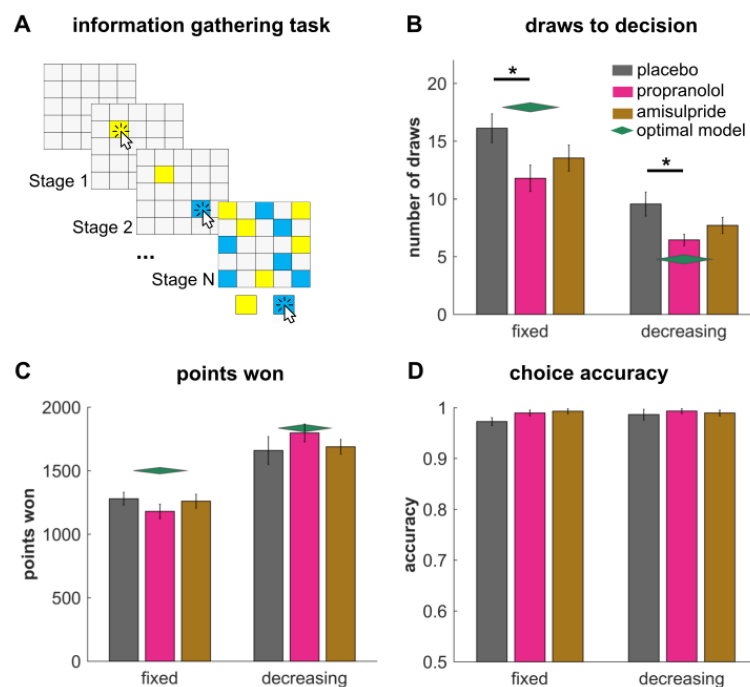 A information gathering task
Stage 1
Stage 2
...
Stage N
B draws to decision
placebo
propranolol
amisulpride
optimal model
*
*
number of draws
20
15
10
5
0
fixed decreasing
C points won
points won
2000
1500
1000
500
0
fixed decreasing
D choice accuracy
accuracy
1
0.9
0.8
0.7
0.6
0.5
fixed decreasing